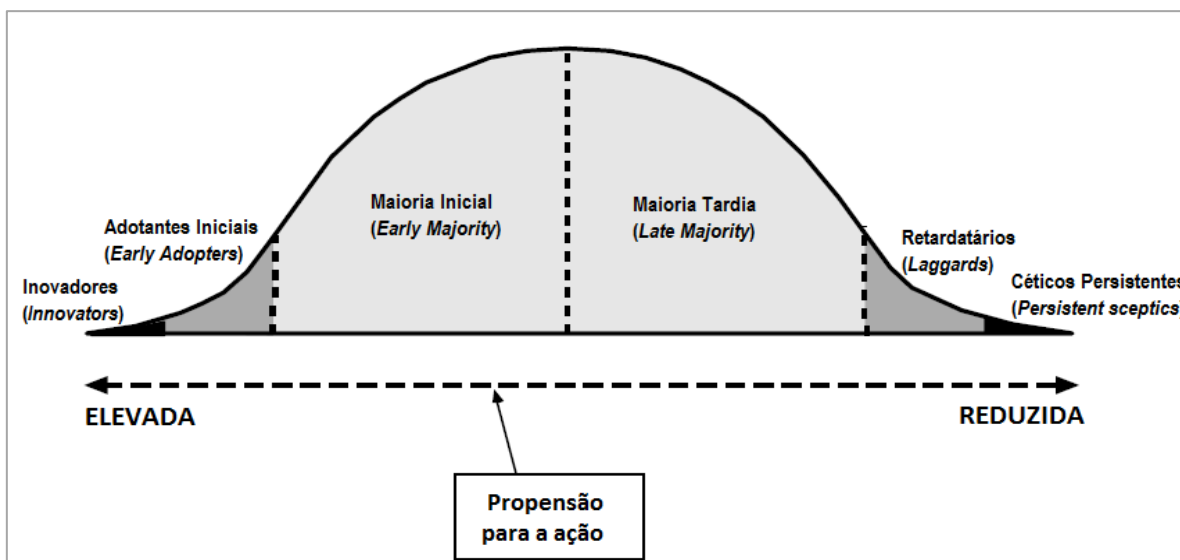 Maioria Inicial
(Early Majority)
Maioria Tardia
(Late Majority)
Adotantes Iniciais
(Early Adopters)
Retardatários
(Laggards)
Inovadores
(Innovators)
Céticos Persistentes
(Persistent sceptics)
ELEVADA
REDUZIDA
Propensão
para a ação